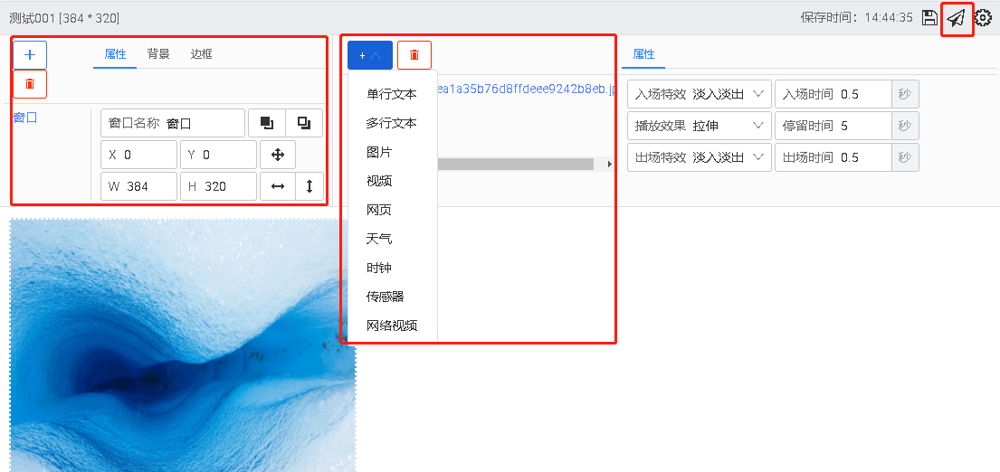 测试001 [384 * 320]
保存时间：14:44:35
+
属性 背景 边框
窗口
窗口名称 窗口
X 0 Y 0
W 384 H 320
+
ea1a35b76d8ffdeee9242b8eb.jp
单行文本
多行文本
图片
视频
网页
天气
时钟
传感器
网络视频
属性
入场特效 淡入淡出 入场时间 0.5 秒
播放效果 拉伸 停留时间 5 秒
出场特效 淡入淡出 出场时间 0.5 秒